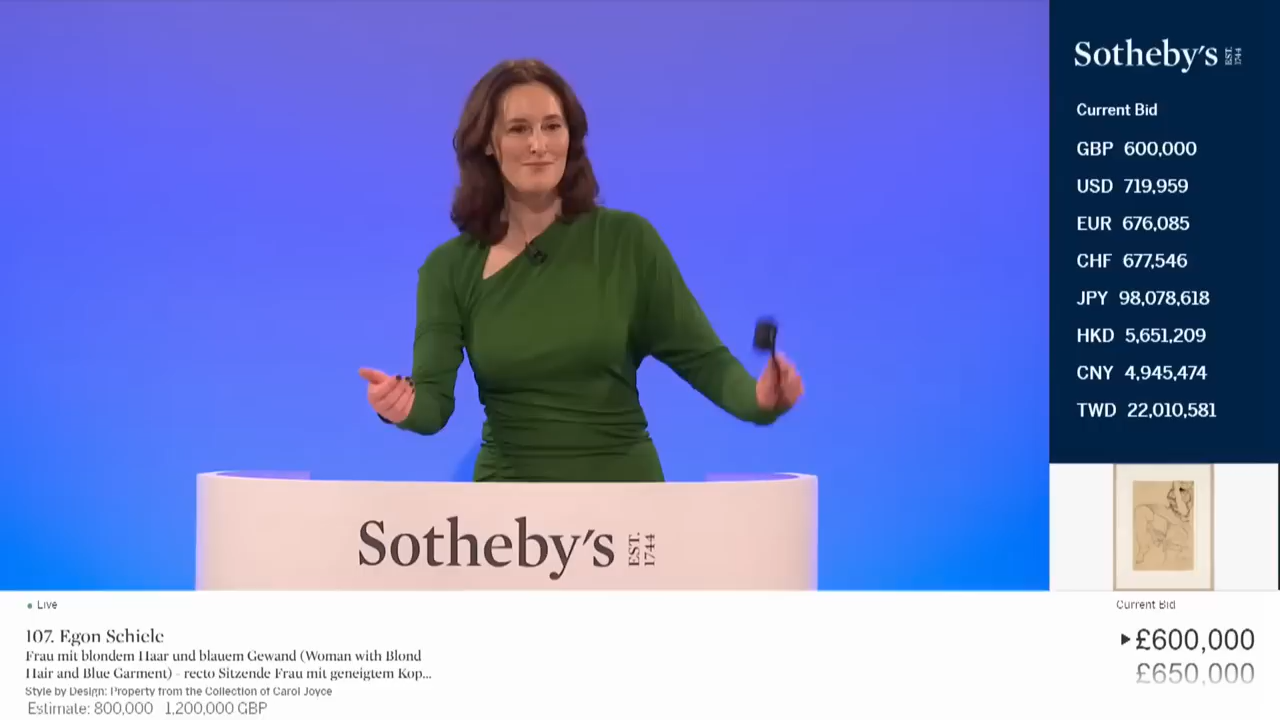 Sotheby's EST. 1744
Current Bid
GBP 600,000
USD 719,959
EUR 676,085
CHF 677,546
JPY 98,078,618
HKD 5,651,209
CNY 4,945,474
TWD 22,010,581
Sotheby's EST. 1744
• Live
107. Egon Schiele
Frau mit blondem Haar und blauem Gewand (Woman with Blond
Hair and Blue Garment) - recto Sitzende Frau mit geneigtem Kop...
Style by Design: Property from the Collection of Carol Joyce
Estimate: 800,000 1,200,000 GBP
Current Bid
▸£600,000
£650,000